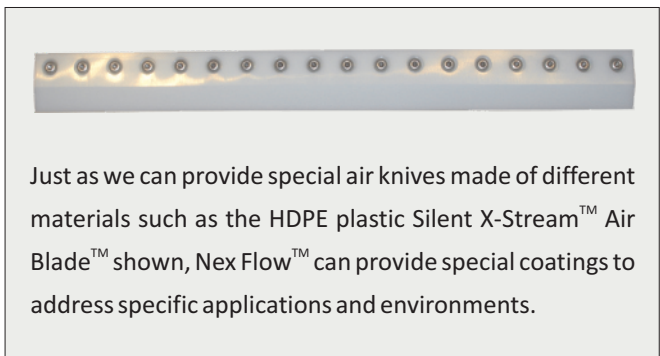 Just as we can provide special air knives made of different
materials such as the HDPE plastic Silent X-Stream™ Air
Blade™ shown, Nex Flow™ can provide special coatings to
address specific applications and environments.